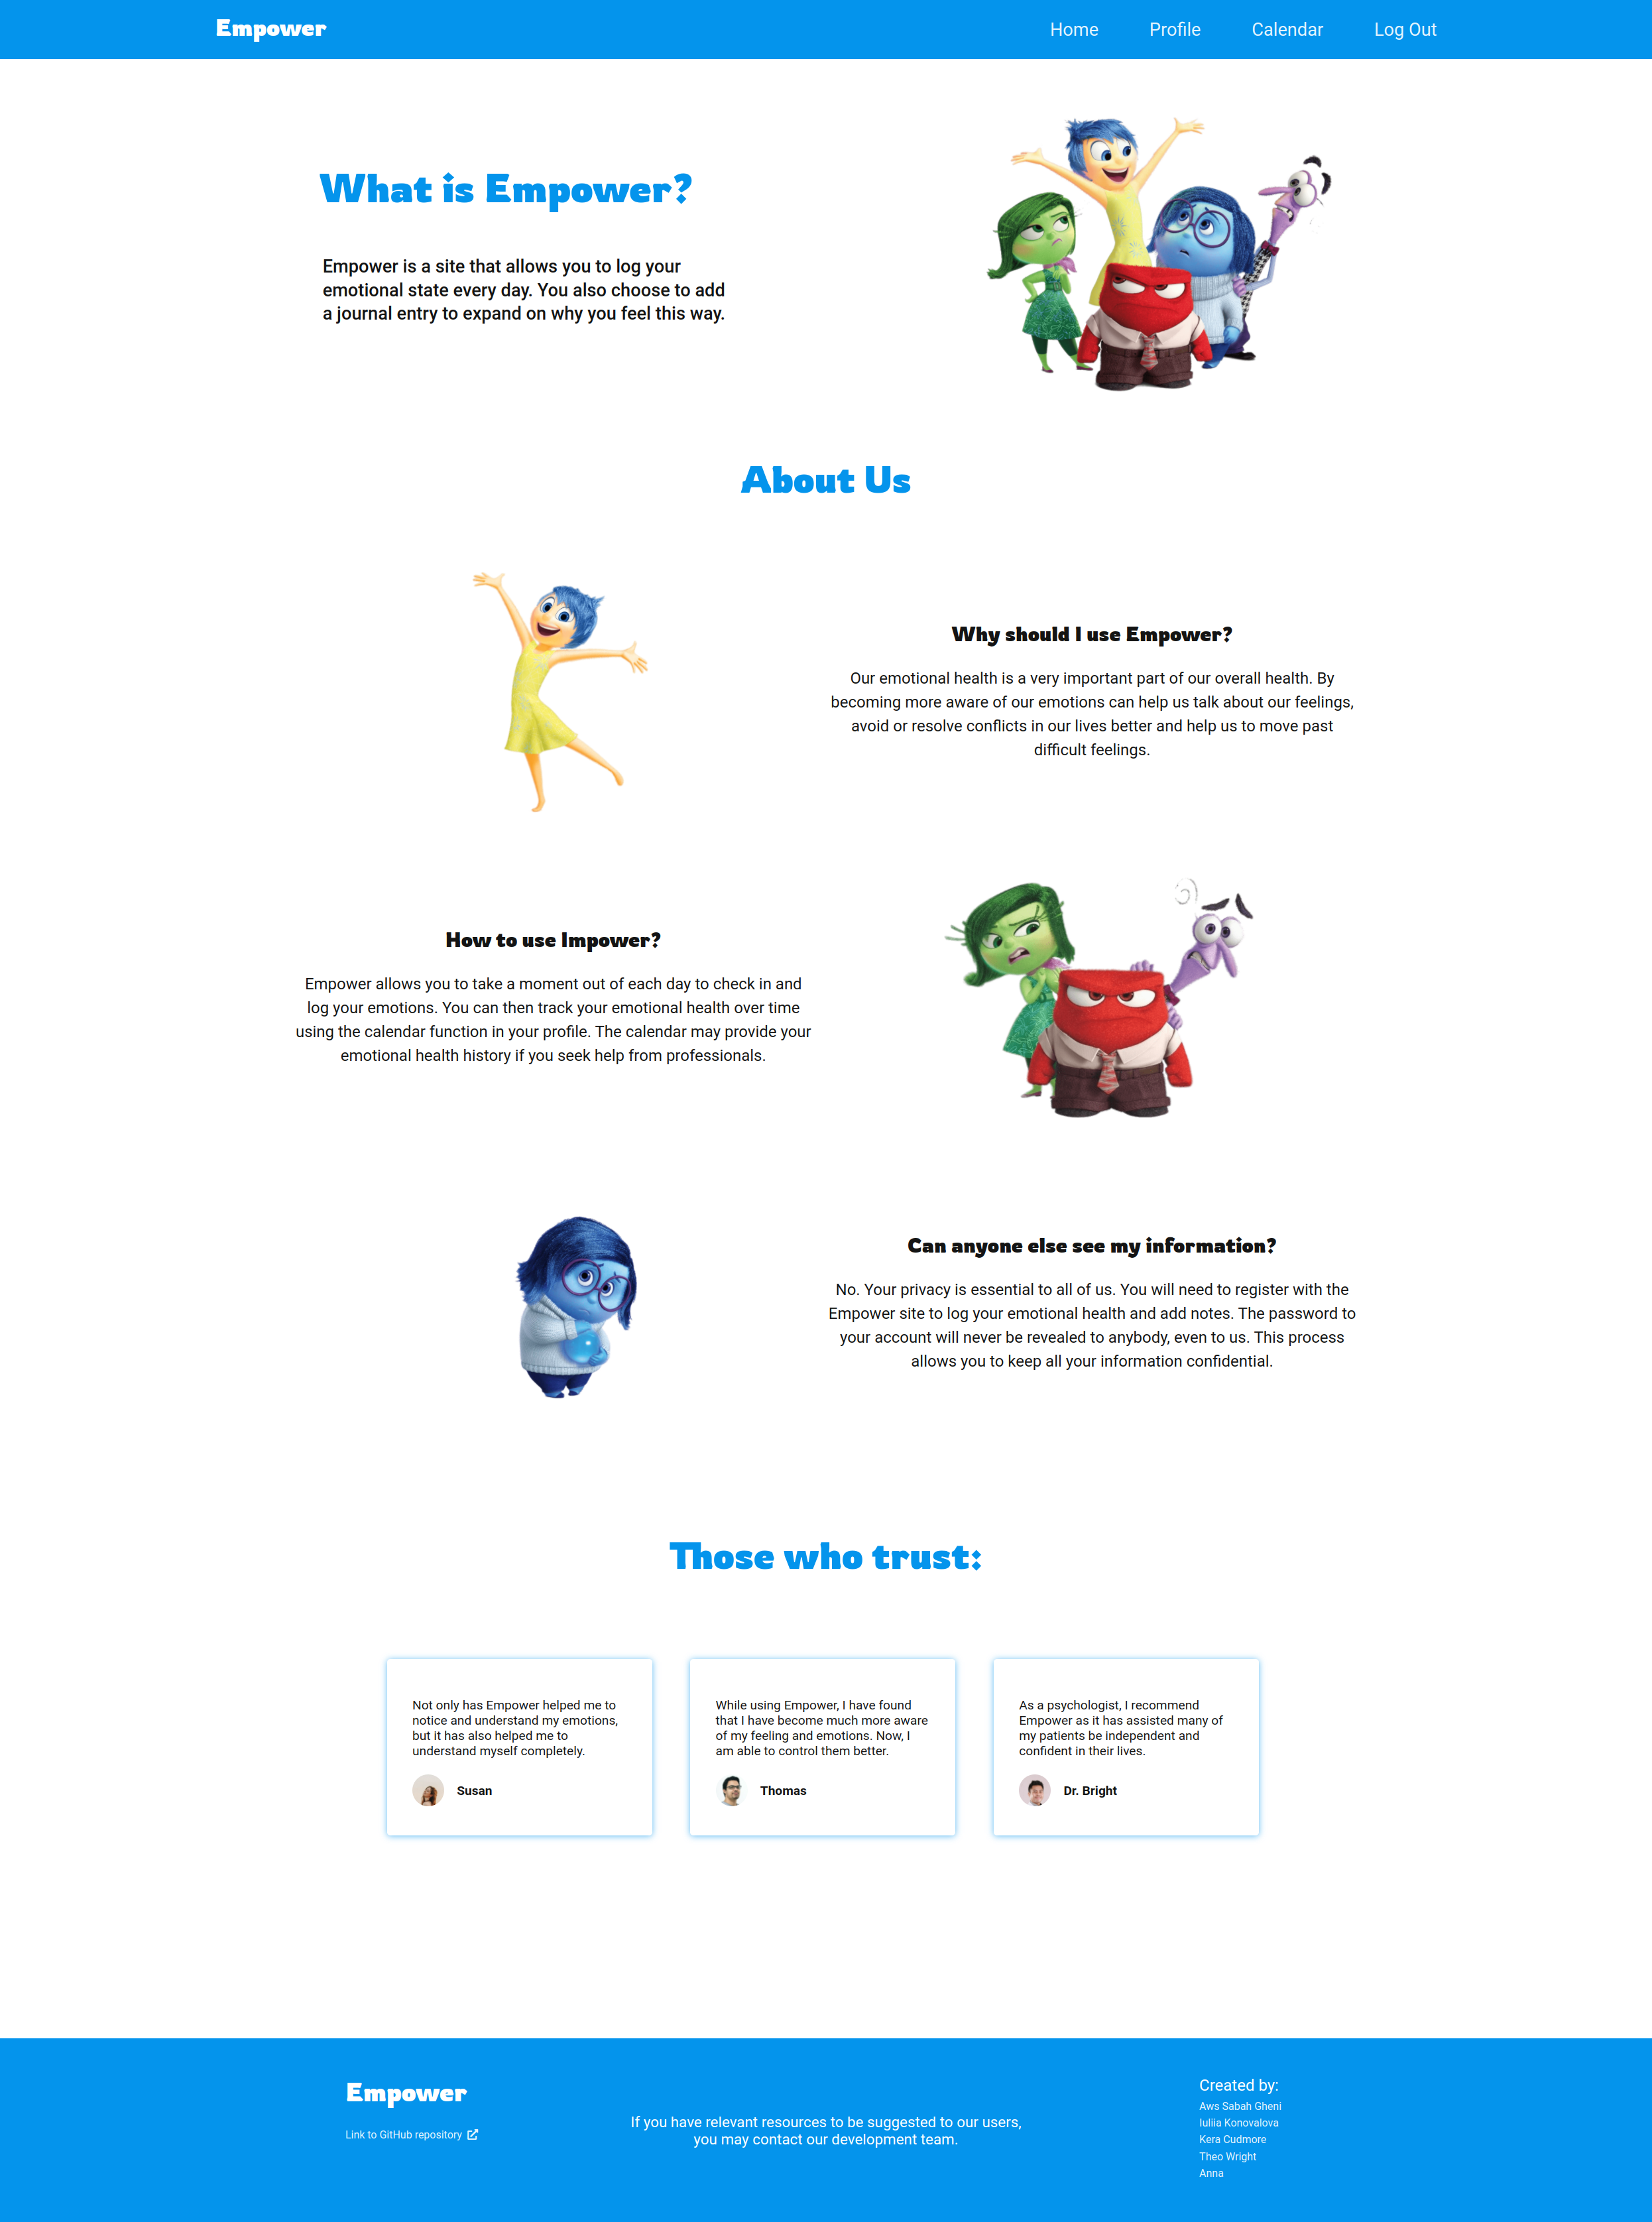 Empower
Home
Profile
Calendar
Log Out
What is Empower?
Empower is a site that allows you to log your
emotional state every day. You also choose to add
a journal entry to expand on why you feel this way.
About Us
Why should I use Empower?
Our emotional health is a very important part of our overall health. By
becoming more aware of our emotions can help us talk about our feelings,
avoid or resolve conflicts in our lives better and help us to move past
difficult feelings.
How to use Impower?
Empower allows you to take a moment out of each day to check in and
log your emotions. You can then track your emotional health over time
using the calendar function in your profile. The calendar may provide your
emotional health history if you seek help from professionals.
Can anyone else see my information?
No. Your privacy is essential to all of us. You will need to register with the
Empower site to log your emotional health and add notes. The password to
your account will never be revealed to anybody, even to us. This process
allows you to keep all your information confidential.
Those who trust:
Not only has Empower helped me to
notice and understand my emotions,
but it has also helped me to
understand myself completely.
Susan
While using Empower, I have found
that I have become much more aware
of my feeling and emotions. Now, I
am able to control them better.
Thomas
As a psychologist, I recommend
Empower as it has assisted many of
my patients be independent and
confident in their lives.
Dr. Bright
Empower
Link to GitHub repository
If you have relevant resources to be suggested to our users,
you may contact our development team.
Created by:
Aws Sabah Gheni
Iuliia Konovalova
Kera Cudmore
Theo Wright
Anna